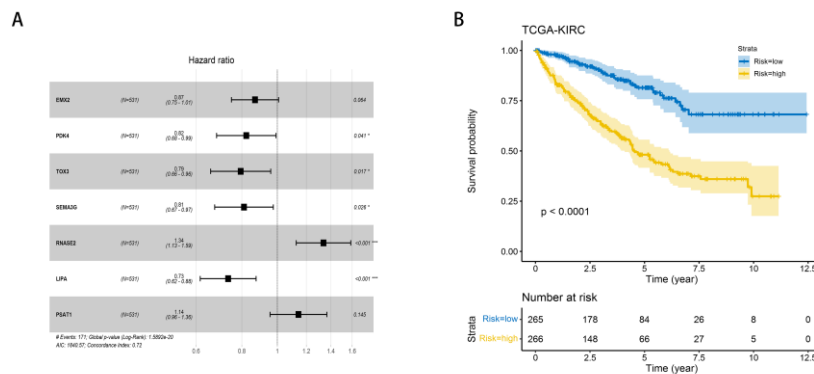 A
Hazard ratio
EMX2 (N=531) 0.87 (0.75 - 1.01) 0.064
PDK4 (N=531) 0.82 (0.68 - 0.99) 0.041 *
TOX3 (N=531) 0.79 (0.66 - 0.96) 0.017 *
SEMA3G (N=531) 0.81 (0.67 - 0.97) 0.026 *
RNASE2 (N=531) 1.34 (1.13 - 1.59) <0.001 ***
LIPA (N=531) 0.73 (0.62 - 0.88) <0.001 ***
PSAT1 (N=531) 1.14 (0.96 - 1.36) 0.145
# Events: 171; Global p-value (Log-Rank): 1.5892e-20
AIC: 1640.57; Concordance Index: 0.72
0.6 0.8 1 1.2 1.4 1.6
B
TCGA-KIRC
Strata
Risk=low
Risk=high
Survival probability
1.00
0.75
0.50
0.25
0.00
p < 0.0001
0 2.5 5 7.5 10 12.5
Time (year)
Number at risk
Strata
Risk=low 265 178 84 26 8 0
Risk=high 266 148 66 27 5 0
0 2.5 5 7.5 10 12.5
Time (year)